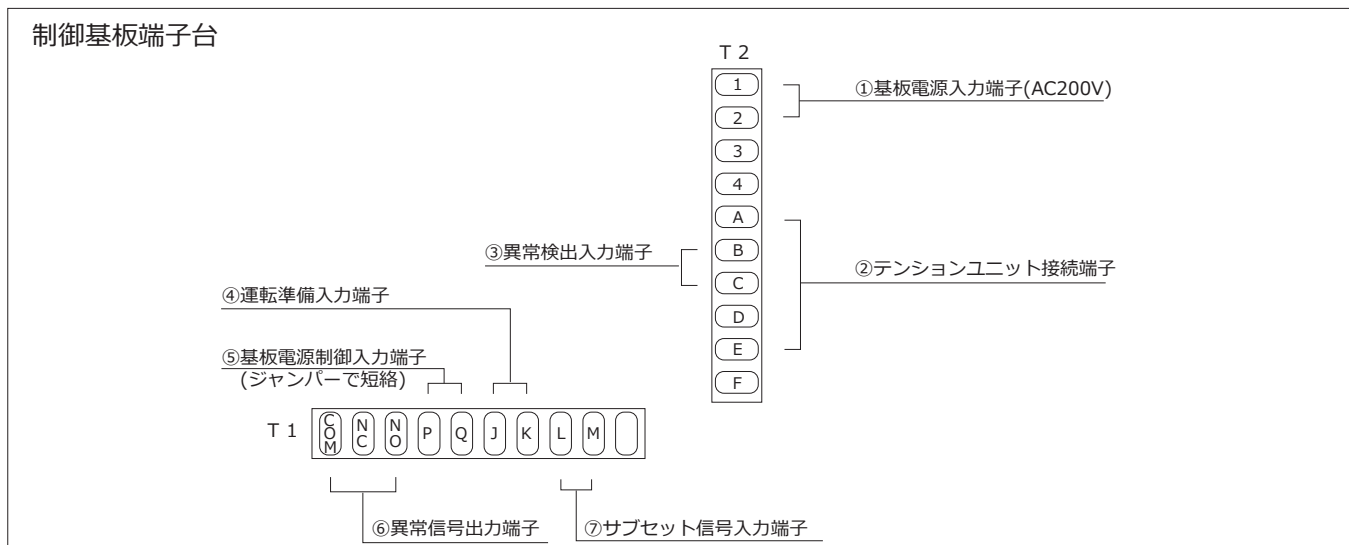 制御基板端子台
T 2
1
①基板電源入力端子(AC200V)
2
3
4
A
③異常検出入力端子
B
②テンションユニット接続端子
C
④運転準備入力端子
D
E
⑤基板電源制御入力端子
(ジャンパーで短絡)
F
T 1 COM NC NO P Q J K L M
⑥異常信号出力端子
⑦サブセット信号入力端子